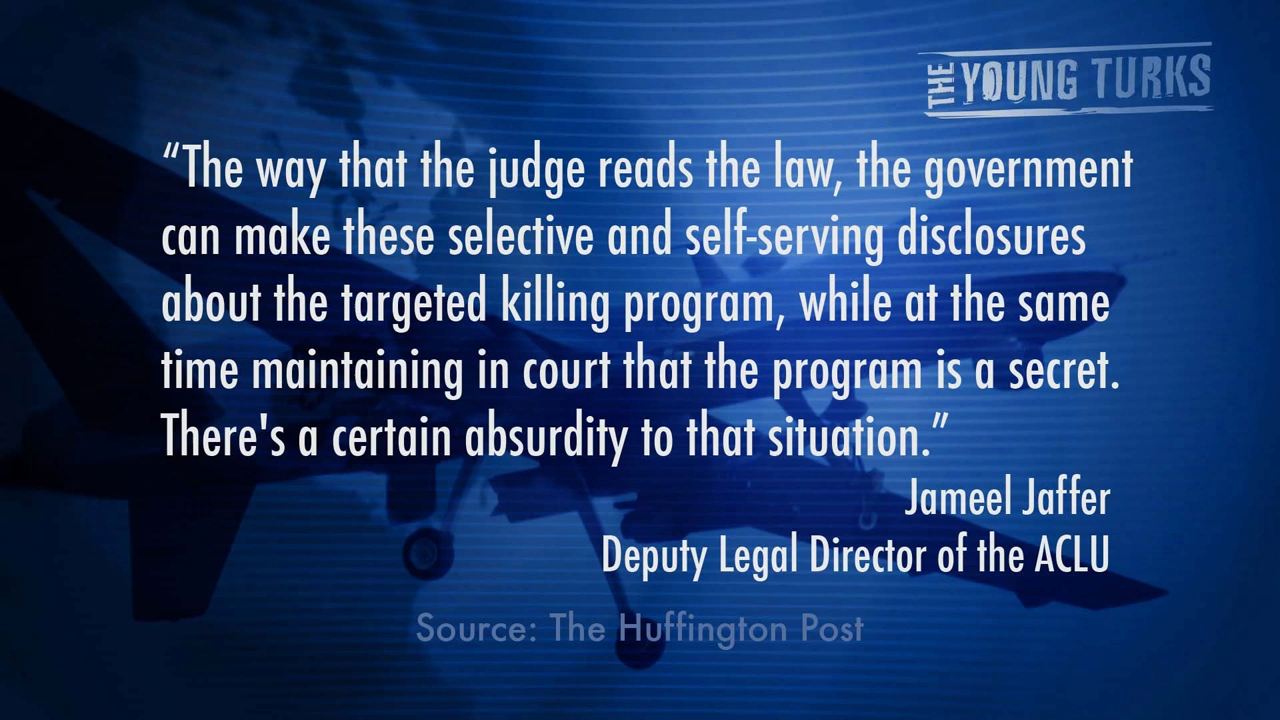 THE YOUNG TURKS
“The way that the judge reads the law, the government
can make these selective and self-serving disclosures
about the targeted killing program, while at the same
time maintaining in court that the program is a secret.
There's a certain absurdity to that situation.”
Jameel Jaffer
Deputy Legal Director of the ACLU
Source: The Huffington Post